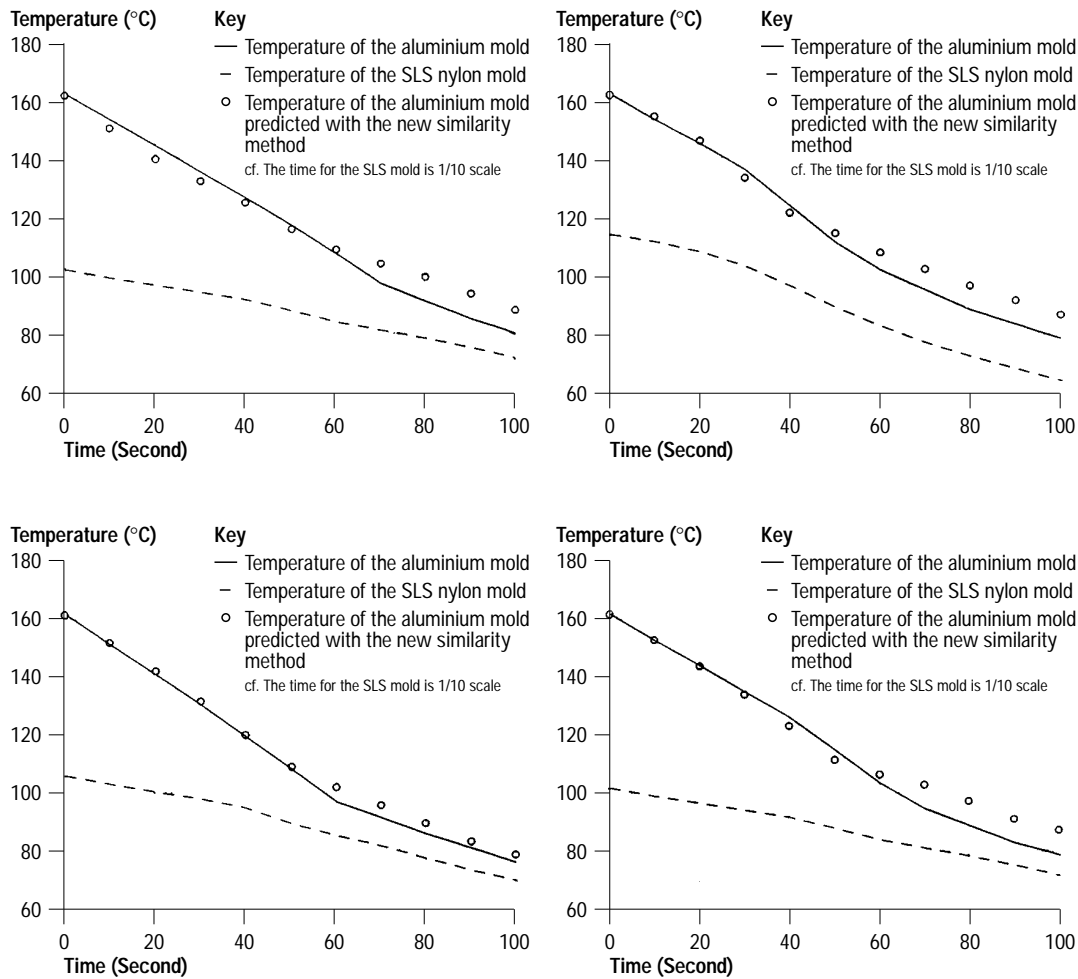 Temperature (°C)
Key
Temperature of the aluminium mold
Temperature of the SLS nylon mold
Temperature of the aluminium mold
predicted with the new similarity
method
cf. The time for the SLS mold is 1/10 scale
180
160
140
120
100
80
60
0 20 40 60 80 100
Time (Second)
Temperature (°C)
Key
Temperature of the aluminium mold
Temperature of the SLS nylon mold
Temperature of the aluminium mold
predicted with the new similarity
method
cf. The time for the SLS mold is 1/10 scale
180
160
140
120
100
80
60
0 20 40 60 80 100
Time (Second)
Temperature (°C)
Key
Temperature of the aluminium mold
Temperature of the SLS nylon mold
Temperature of the aluminium mold
predicted with the new similarity
method
cf. The time for the SLS mold is 1/10 scale
180
160
140
120
100
80
60
0 20 40 60 80 100
Time (Second)
Temperature (°C)
Key
Temperature of the aluminium mold
Temperature of the SLS nylon mold
Temperature of the aluminium mold
predicted with the new similarity
method
cf. The time for the SLS mold is 1/10 scale
180
160
140
120
100
80
60
0 20 40 60 80 100
Time (Second)